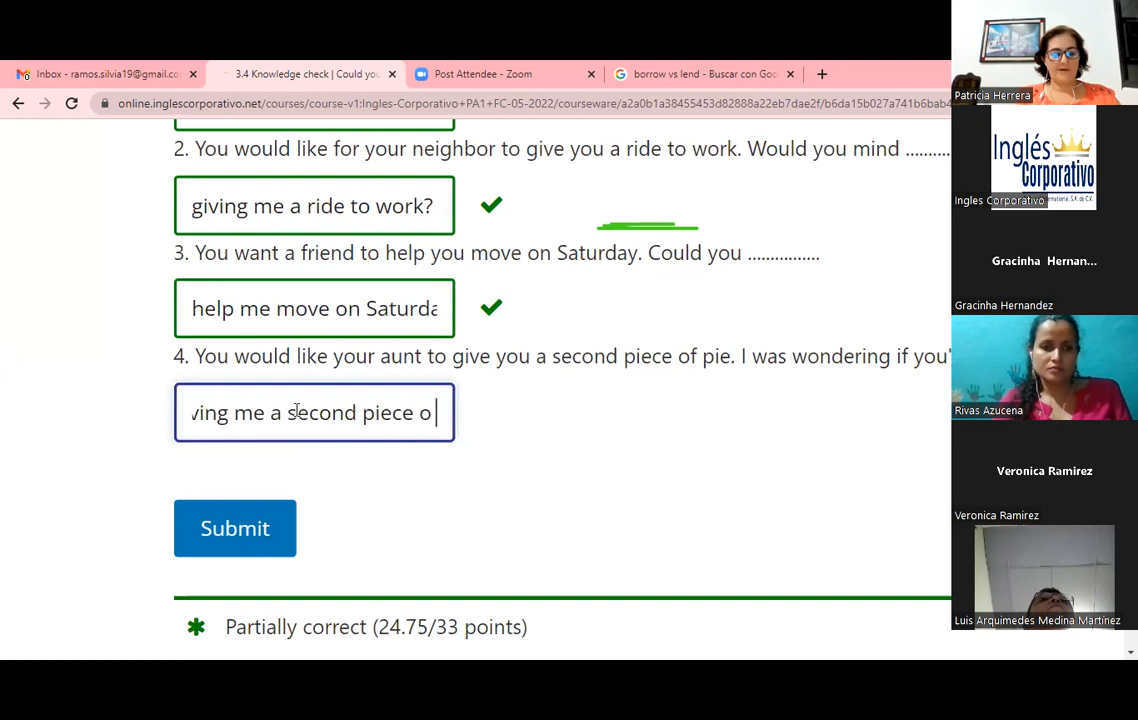 Inbox - ramos.silvia19@gmail.co
3.4 Knowledge check | Could you
Post Attendee - Zoom
borrow vs lend - Buscar con Goo
online.inglescorporativo.net/courses/course-v1:Ingles-Corporativo+PA1+FC-05-2022/courseware/a2a0b1a38455453d82888a22eb7dae2f/b6da15b027a741b6bab4
2. You would like for your neighbor to give you a ride to work. Would you mind ..........
giving me a ride to work?
3. You want a friend to help you move on Saturday. Could you ................
help me move on Saturda
4. You would like your aunt to give you a second piece of pie. I was wondering if you'
ving me a second piece o
Submit
Partially correct (24.75/33 points)
Patricia Herrera
Inglés
Corporativo
Ingles Corporativo
Gracinha Hernan...
Gracinha Hernandez
Rivas Azucena
Veronica Ramirez
Veronica Ramirez
Luis Arquimedes Medina Martínez